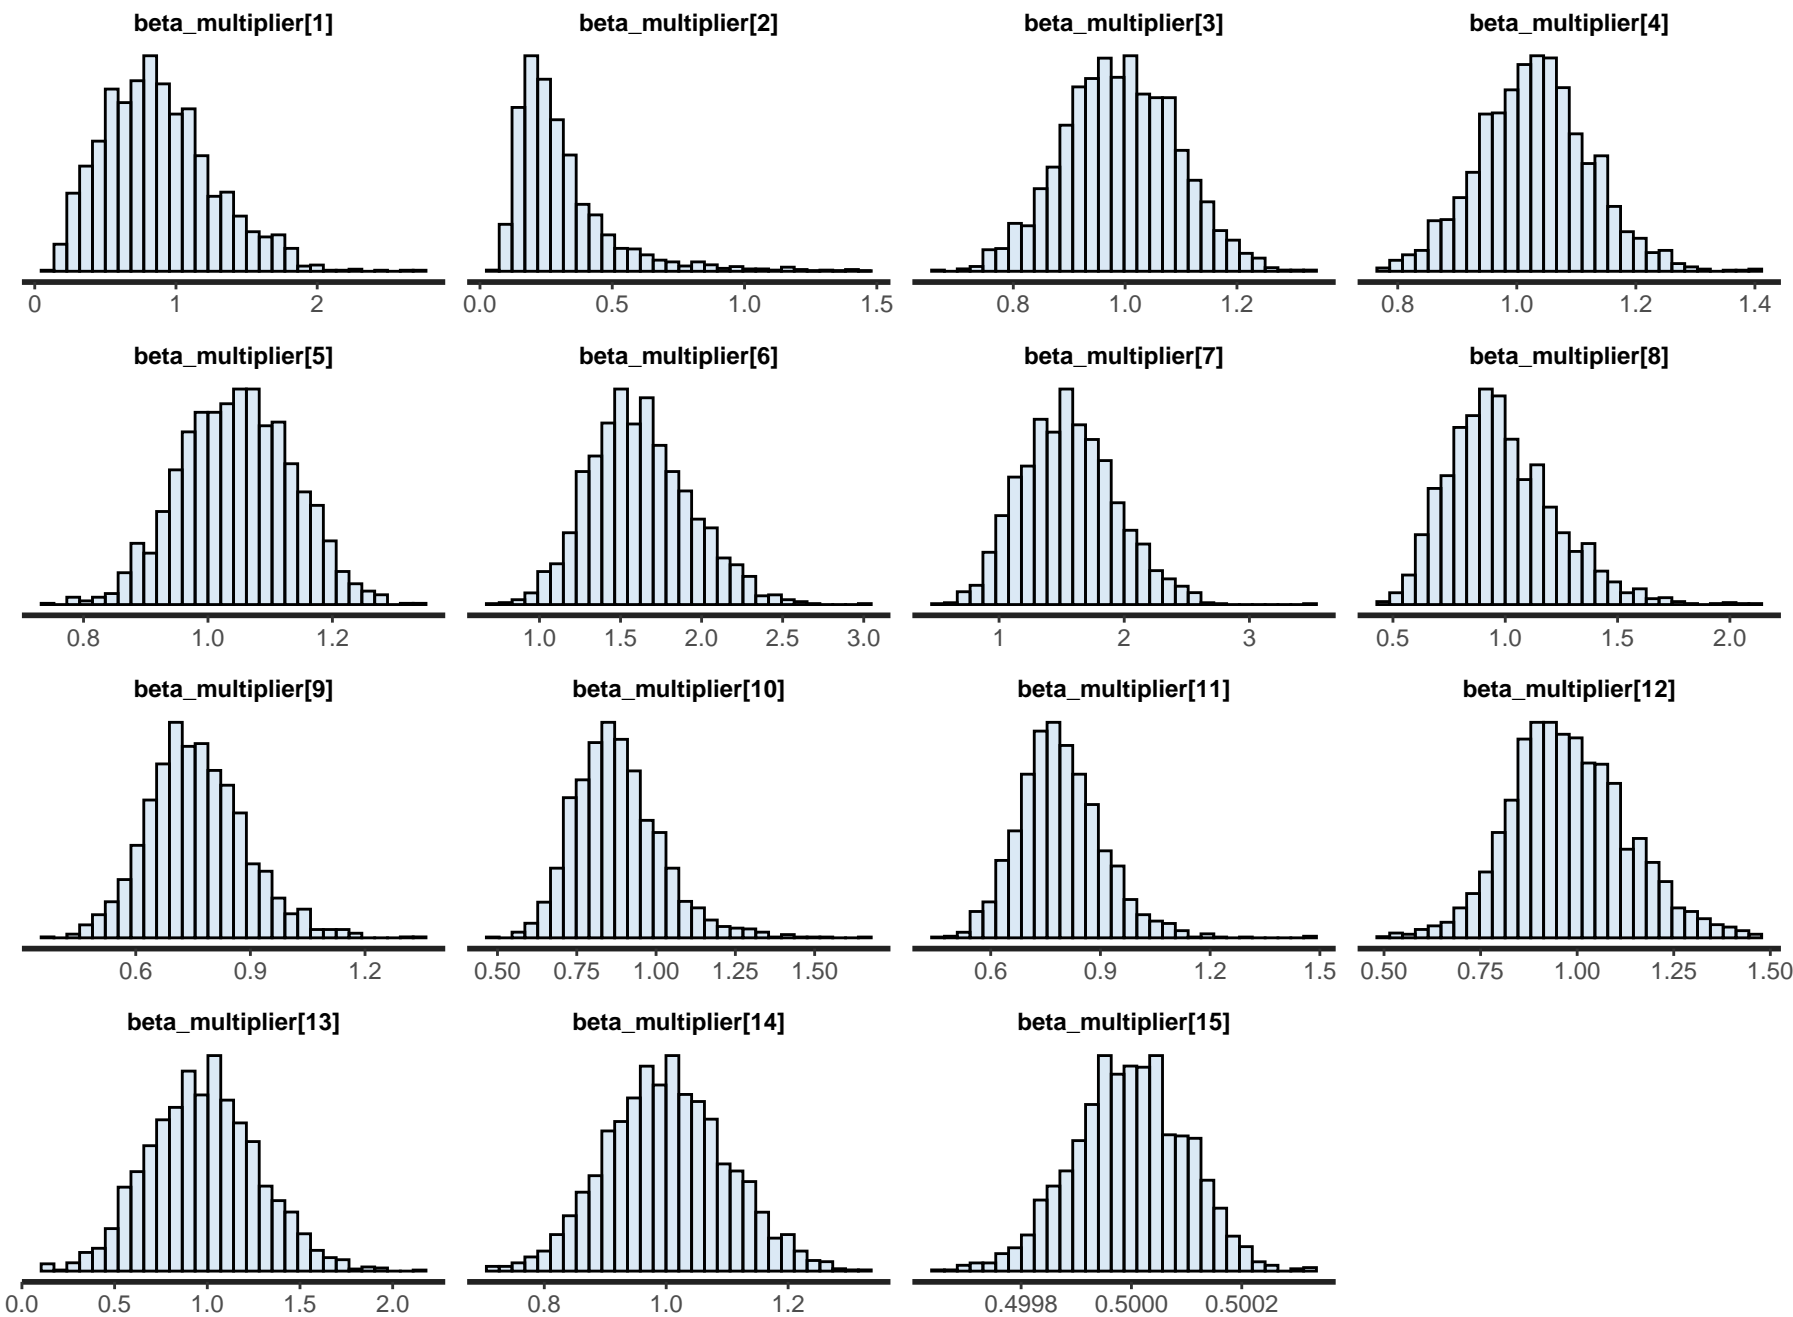 beta_multiplier[1] beta_multiplier[2] beta_multiplier[3] beta_multiplier[4]
0 1 2 0.0 0.5 1.0 1.5 0.8 1.0 1.2 0.8 1.0 1.2 1.4
beta_multiplier[5] beta_multiplier[6] beta_multiplier[7] beta_multiplier[8]
0.8 1.0 1.2 1.0 1.5 2.0 2.5 3.0 1 2 3 0.5 1.0 1.5 2.0
beta_multiplier[9] beta_multiplier[10] beta_multiplier[11] beta_multiplier[12]
0.6 0.9 1.2 0.50 0.75 1.00 1.25 1.50 0.6 0.9 1.2 1.5 0.50 0.75 1.00 1.25 1.50
beta_multiplier[13] beta_multiplier[14] beta_multiplier[15]
0.0 0.5 1.0 1.5 2.0 0.8 1.0 1.2 0.4998 0.5000 0.5002